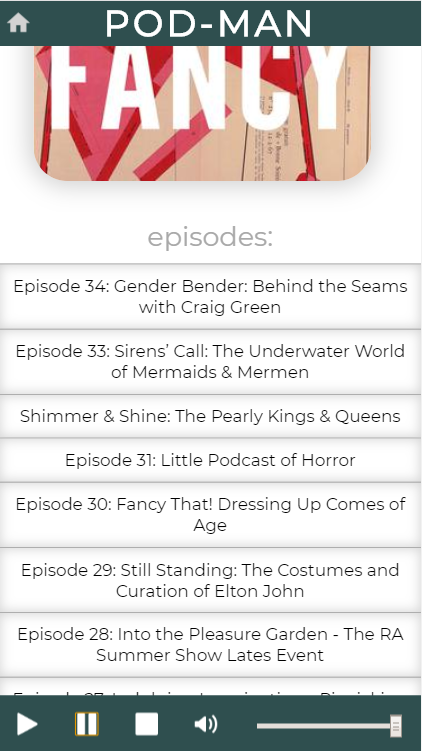 POD-MAN
FANCY
episodes:
Episode 34: Gender Bender: Behind the Seams
with Craig Green
Episode 33: Sirens’ Call: The Underwater World
of Mermaids & Mermen
Shimmer & Shine: The Pearly Kings & Queens
Episode 31: Little Podcast of Horror
Episode 30: Fancy That! Dressing Up Comes of
Age
Episode 29: Still Standing: The Costumes and
Curation of Elton John
Episode 28: Into the Pleasure Garden - The RA
Summer Show Lates Event